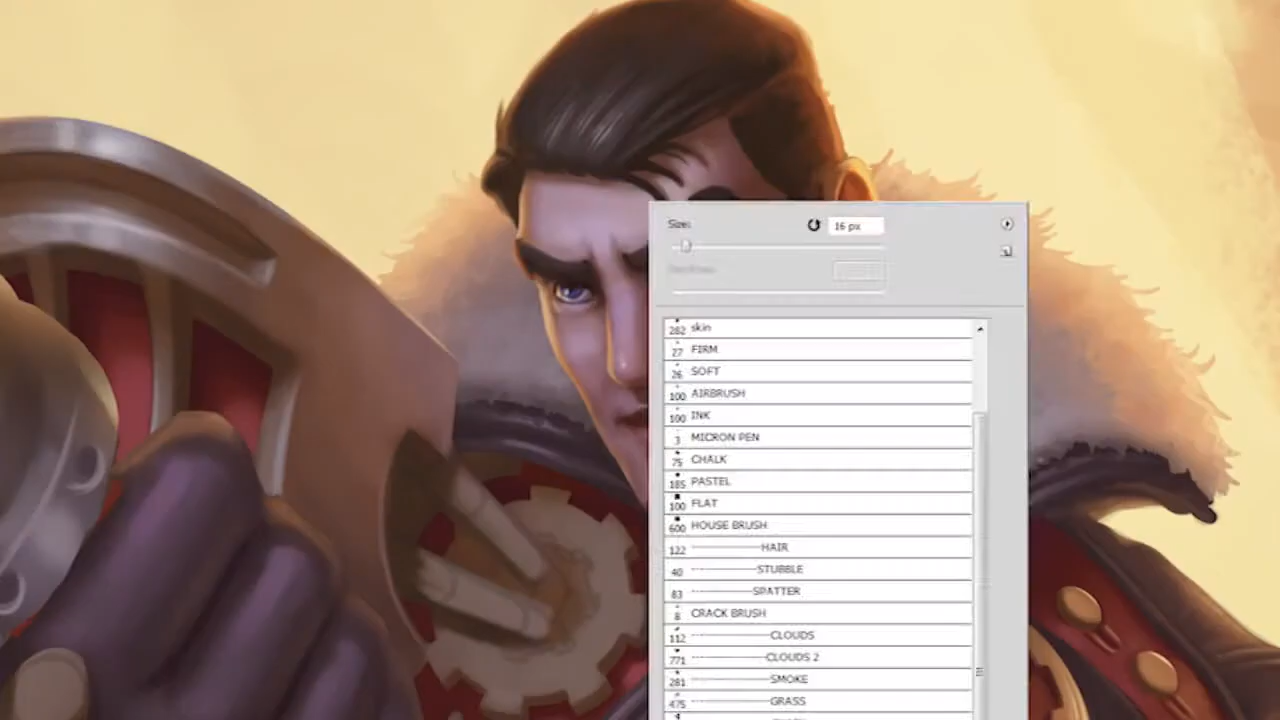 Size:
16 px
282 skin
27 FIRM
26 SOFT
100 AIRBRUSH
100 INK
3 MICRON PEN
75 CHALK
185 PASTEL
100 FLAT
600 HOUSE BRUSH
122 ----------------HAIR
40 ----------------STUBBLE
83 ----------------SPATTER
8 CRACK BRUSH
112 ----------------CLOUDS
771 ----------------CLOUDS 2
281 ----------------SMOKE
475 ----------------GRASS